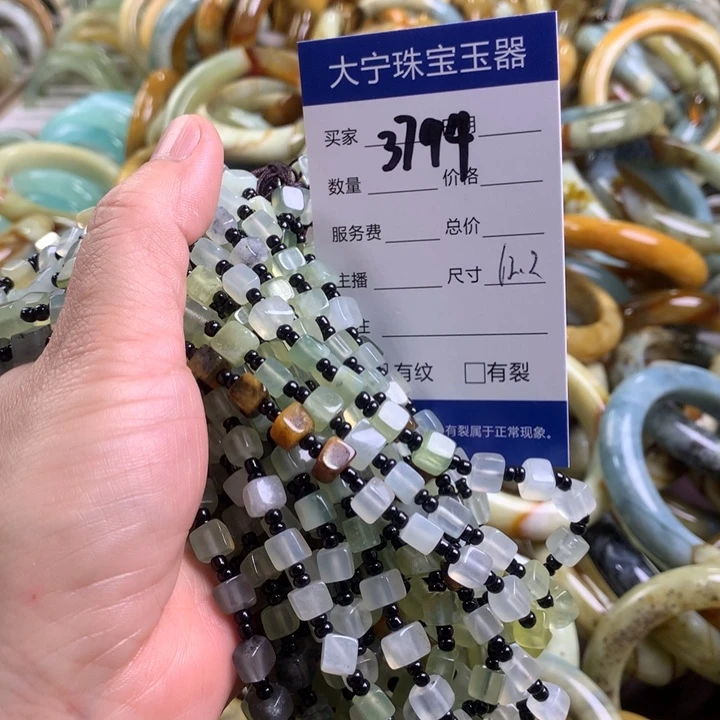 大宁珠宝玉器
买家 3794
数量 价格
服务费 总价
主播 尺寸 12.2
主
有纹 □有裂
有裂属于正常现象。